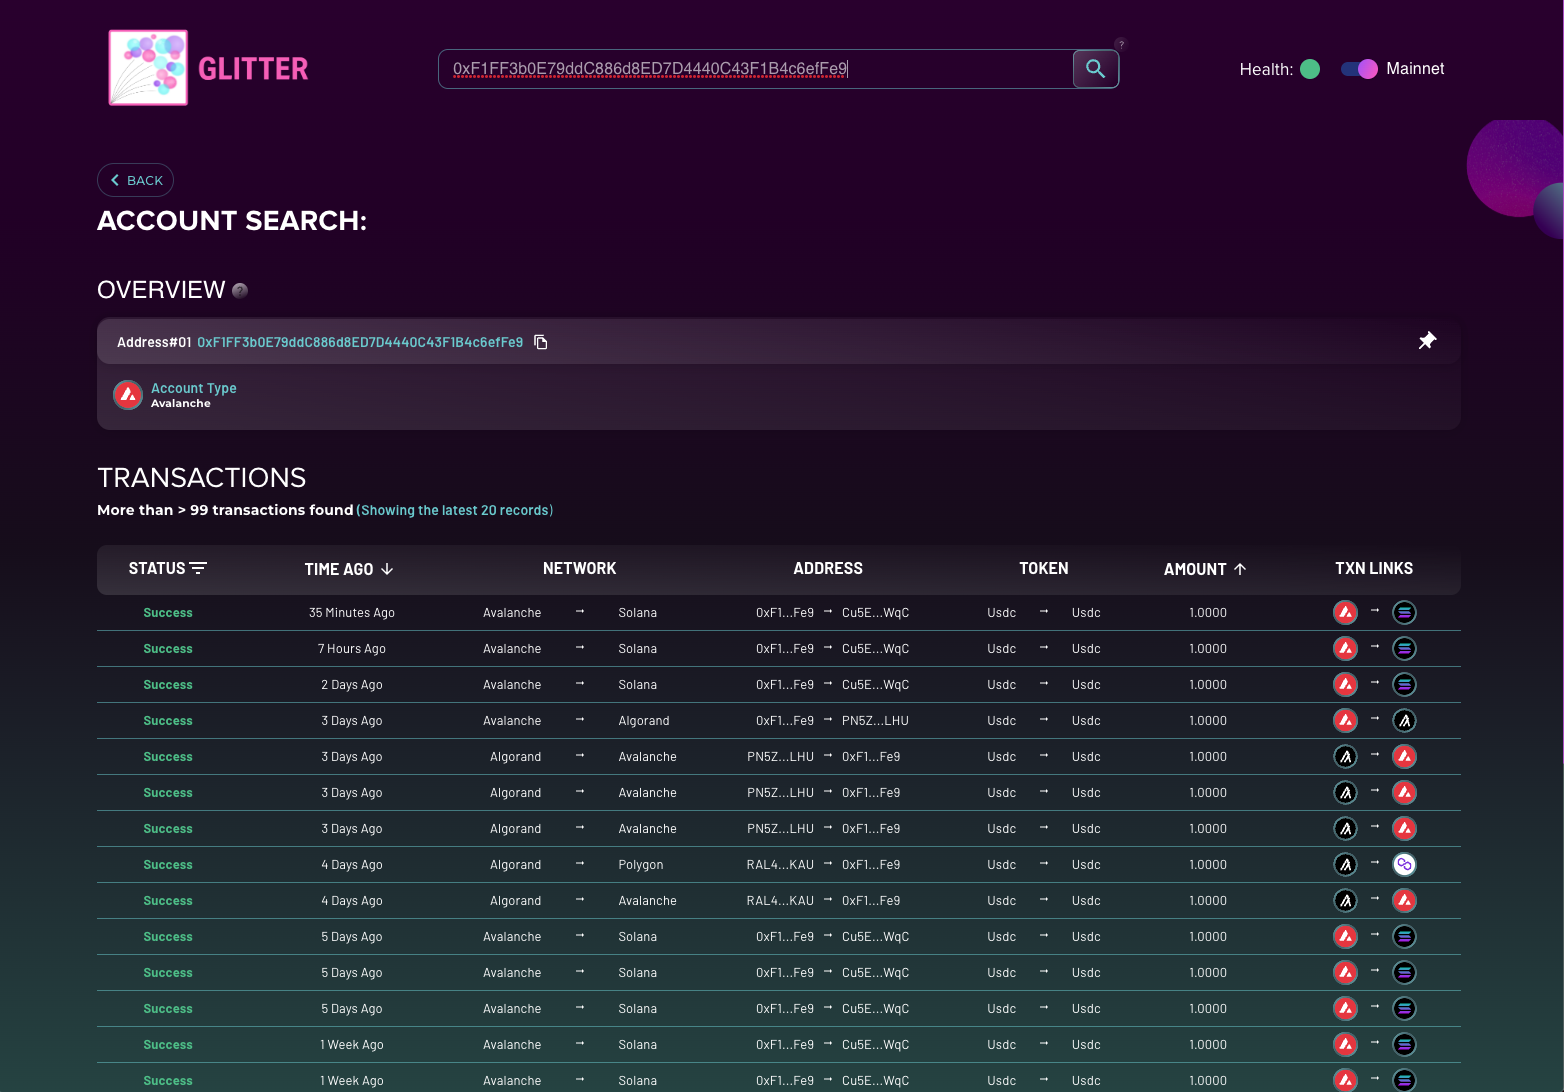 GLITTER
0xF1FF3b0E79ddC886d8ED7D4440C43F1B4c6efFe9
?
Health: Mainnet
BACK
ACCOUNT SEARCH:
OVERVIEW ?
Address#01 0xF1FF3b0E79ddC886d8ED7D4440C43F1B4c6efFe9
Account Type
Avalanche
TRANSACTIONS
More than > 99 transactions found (Showing the latest 20 records)
STATUS TIME AGO ↓ NETWORK ADDRESS TOKEN AMOUNT ↑ TXN LINKS
Success 35 Minutes Ago Avalanche → Solana 0xF1...Fe9 → Cu5E...WqC Usdc → Usdc 1.0000 →
Success 7 Hours Ago Avalanche → Solana 0xF1...Fe9 → Cu5E...WqC Usdc → Usdc 1.0000 →
Success 2 Days Ago Avalanche → Solana 0xF1...Fe9 → Cu5E...WqC Usdc → Usdc 1.0000 →
Success 3 Days Ago Avalanche → Algorand 0xF1...Fe9 → PN5Z...LHU Usdc → Usdc 1.0000 →
Success 3 Days Ago Algorand → Avalanche PN5Z...LHU → 0xF1...Fe9 Usdc → Usdc 1.0000 →
Success 3 Days Ago Algorand → Avalanche PN5Z...LHU → 0xF1...Fe9 Usdc → Usdc 1.0000 →
Success 3 Days Ago Algorand → Avalanche PN5Z...LHU → 0xF1...Fe9 Usdc → Usdc 1.0000 →
Success 4 Days Ago Algorand → Polygon RAL4...KAU → 0xF1...Fe9 Usdc → Usdc 1.0000 →
Success 4 Days Ago Algorand → Avalanche RAL4...KAU → 0xF1...Fe9 Usdc → Usdc 1.0000 →
Success 5 Days Ago Avalanche → Solana 0xF1...Fe9 → Cu5E...WqC Usdc → Usdc 1.0000 →
Success 5 Days Ago Avalanche → Solana 0xF1...Fe9 → Cu5E...WqC Usdc → Usdc 1.0000 →
Success 5 Days Ago Avalanche → Solana 0xF1...Fe9 → Cu5E...WqC Usdc → Usdc 1.0000 →
Success 1 Week Ago Avalanche → Solana 0xF1...Fe9 → Cu5E...WqC Usdc → Usdc 1.0000 →
Success 1 Week Ago Avalanche → Solana 0xF1...Fe9 → Cu5E...WqC Usdc → Usdc 1.0000 →